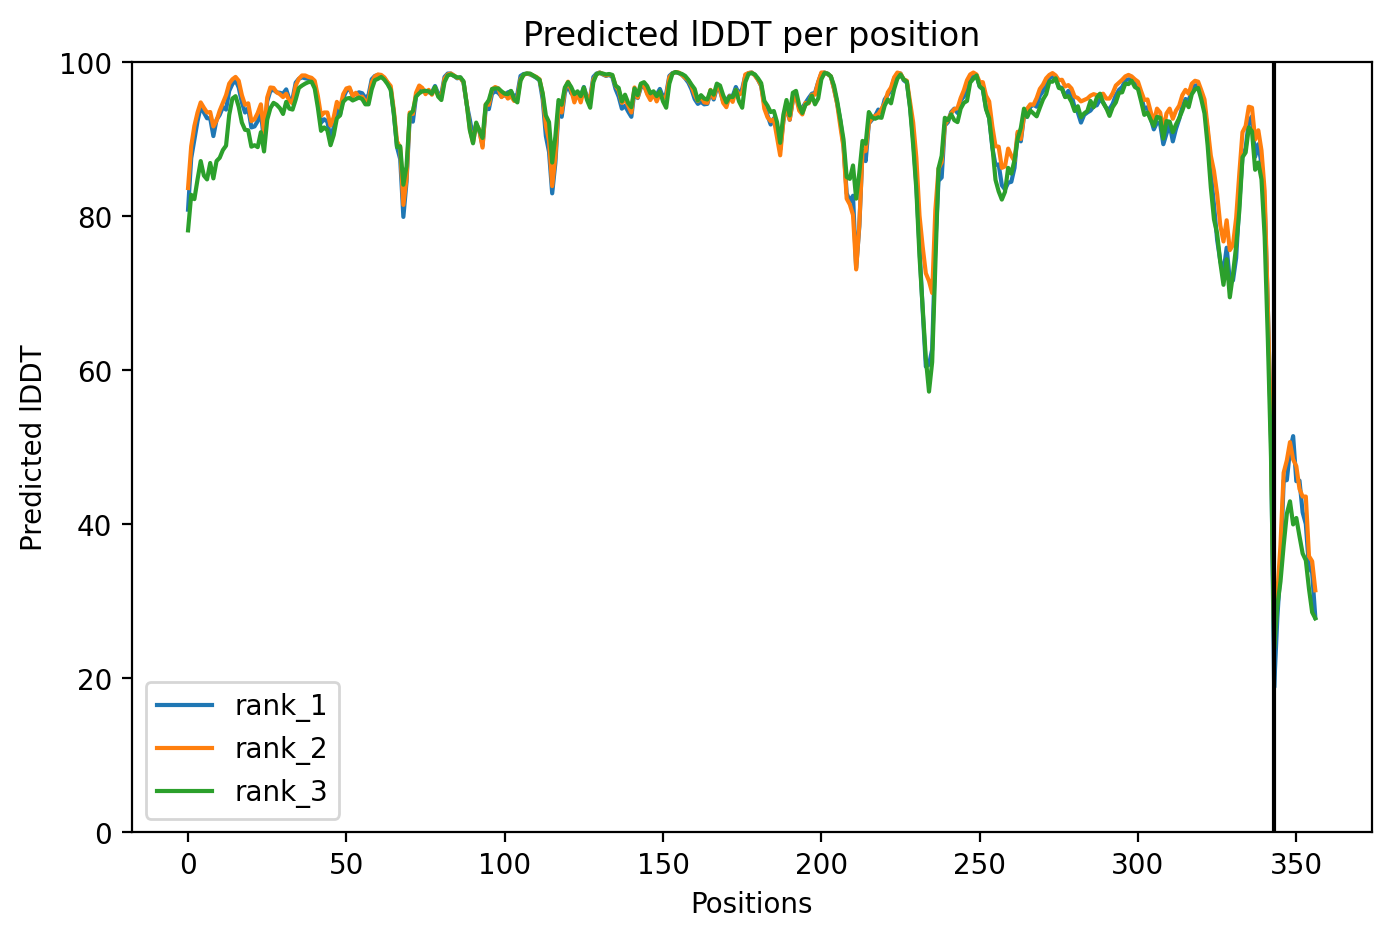 Predicted lDDT per position
100
80
60
40
20
0
Predicted lDDT
rank_1
rank_2
rank_3
0 50 100 150 200 250 300 350
Positions